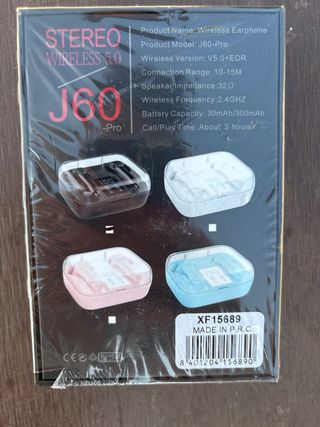 STEREO
WIRELESS 5.0
J60
-Pro
Product Name: Wireless Earphone
Product Model: J60-Pro
Wireless Version: V5.0+EDR
Connection Range: 10-15M
Speaker Impedance:32Ω
Wireless Frequency:2.4GHZ
Battery Capacity: 30mAh/300mAh
Call/Play Time: About 3 hours
XF15689
MADE IN P.R.C.
8 401204 156890